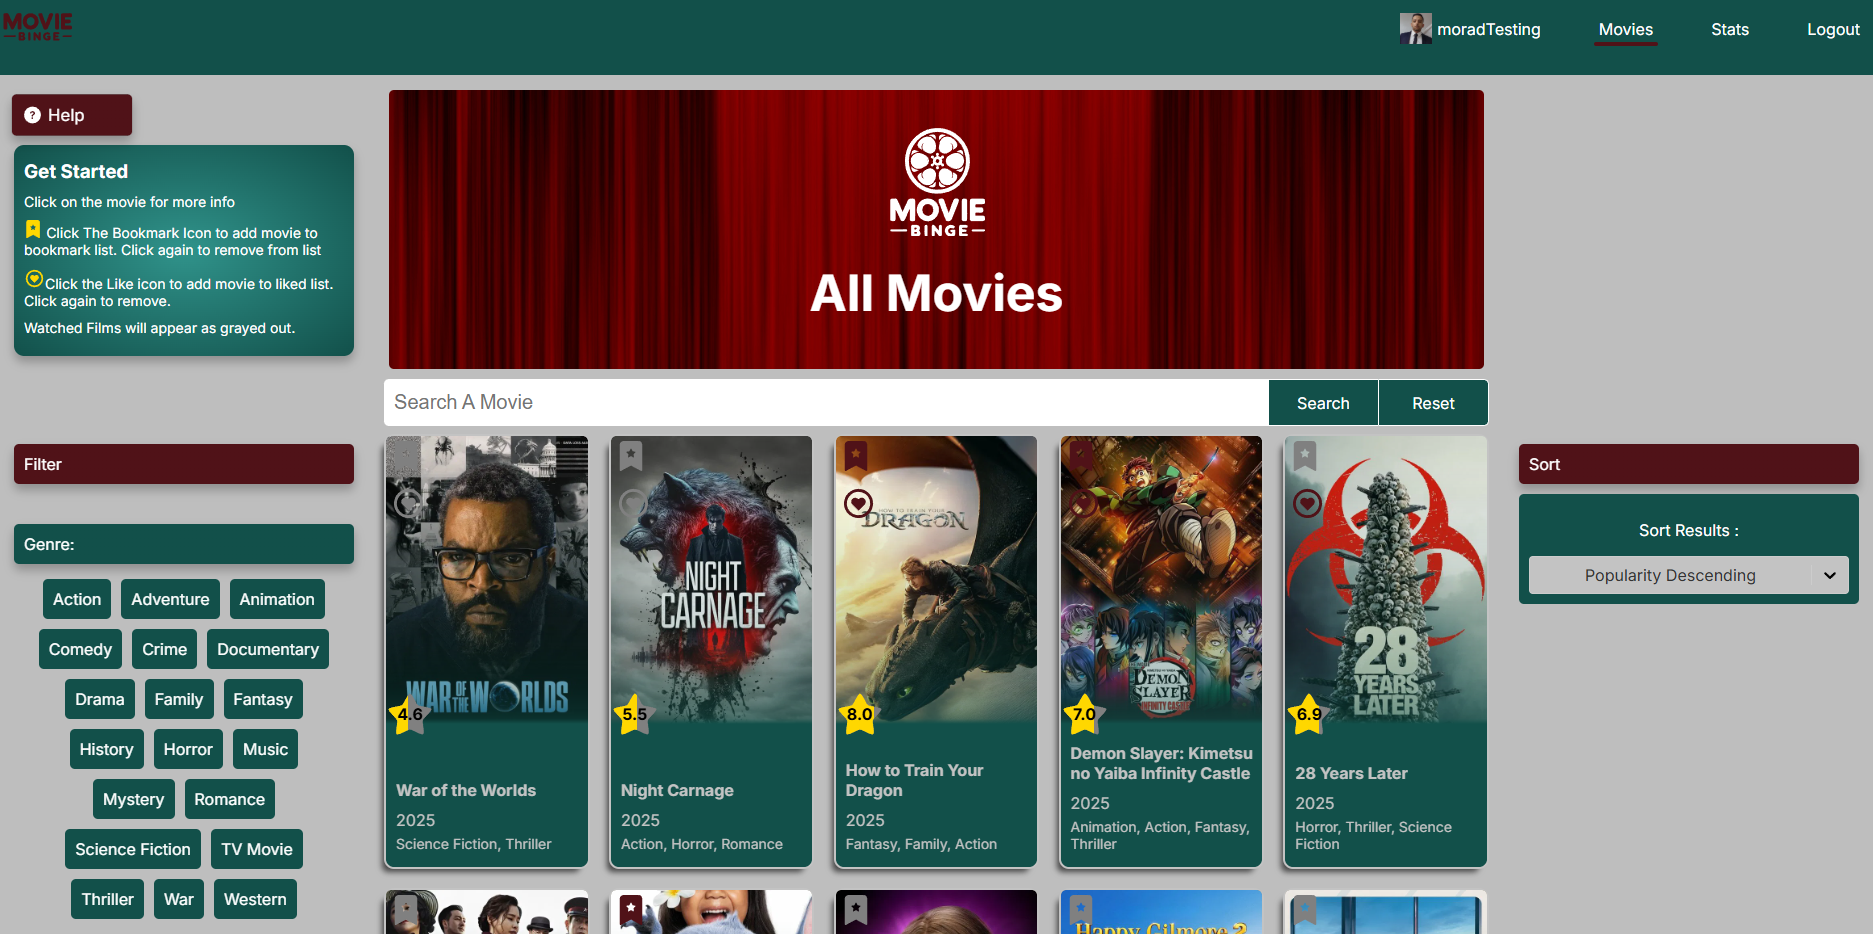 MOVIE
BINGE
moradTesting
Movies
Stats
Logout
Help
Get Started
Click on the movie for more info
Click The Bookmark Icon to add movie to
bookmark list. Click again to remove from list
Click the Like icon to add movie to liked list.
Click again to remove.
Watched Films will appear as grayed out.
MOVIE
BINGE
All Movies
Search A Movie
Search
Reset
Filter
Genre:
Action
Adventure
Animation
Comedy
Crime
Documentary
Drama
Family
Fantasy
History
Horror
Music
Mystery
Romance
Science Fiction
TV Movie
Thriller
War
Western
WAR OF THE WORLDS
4.6
War of the Worlds
2025
Science Fiction, Thriller
NIGHT
CARNAGE
5.5
Night Carnage
2025
Action, Horror, Romance
HOW TO TRAIN YOUR
DRAGON
8.0
How to Train Your
Dragon
2025
Fantasy, Family, Action
DEMON
SLAYER
INFINITY CASTLE
7.0
Demon Slayer: Kimetsu
no Yaiba Infinity Castle
2025
Animation, Action, Fantasy,
Thriller
28
YEARS
LATER
6.9
28 Years Later
2025
Horror, Thriller, Science
Fiction
Sort
Sort Results :
Popularity Descending
Happy Gilmore 2